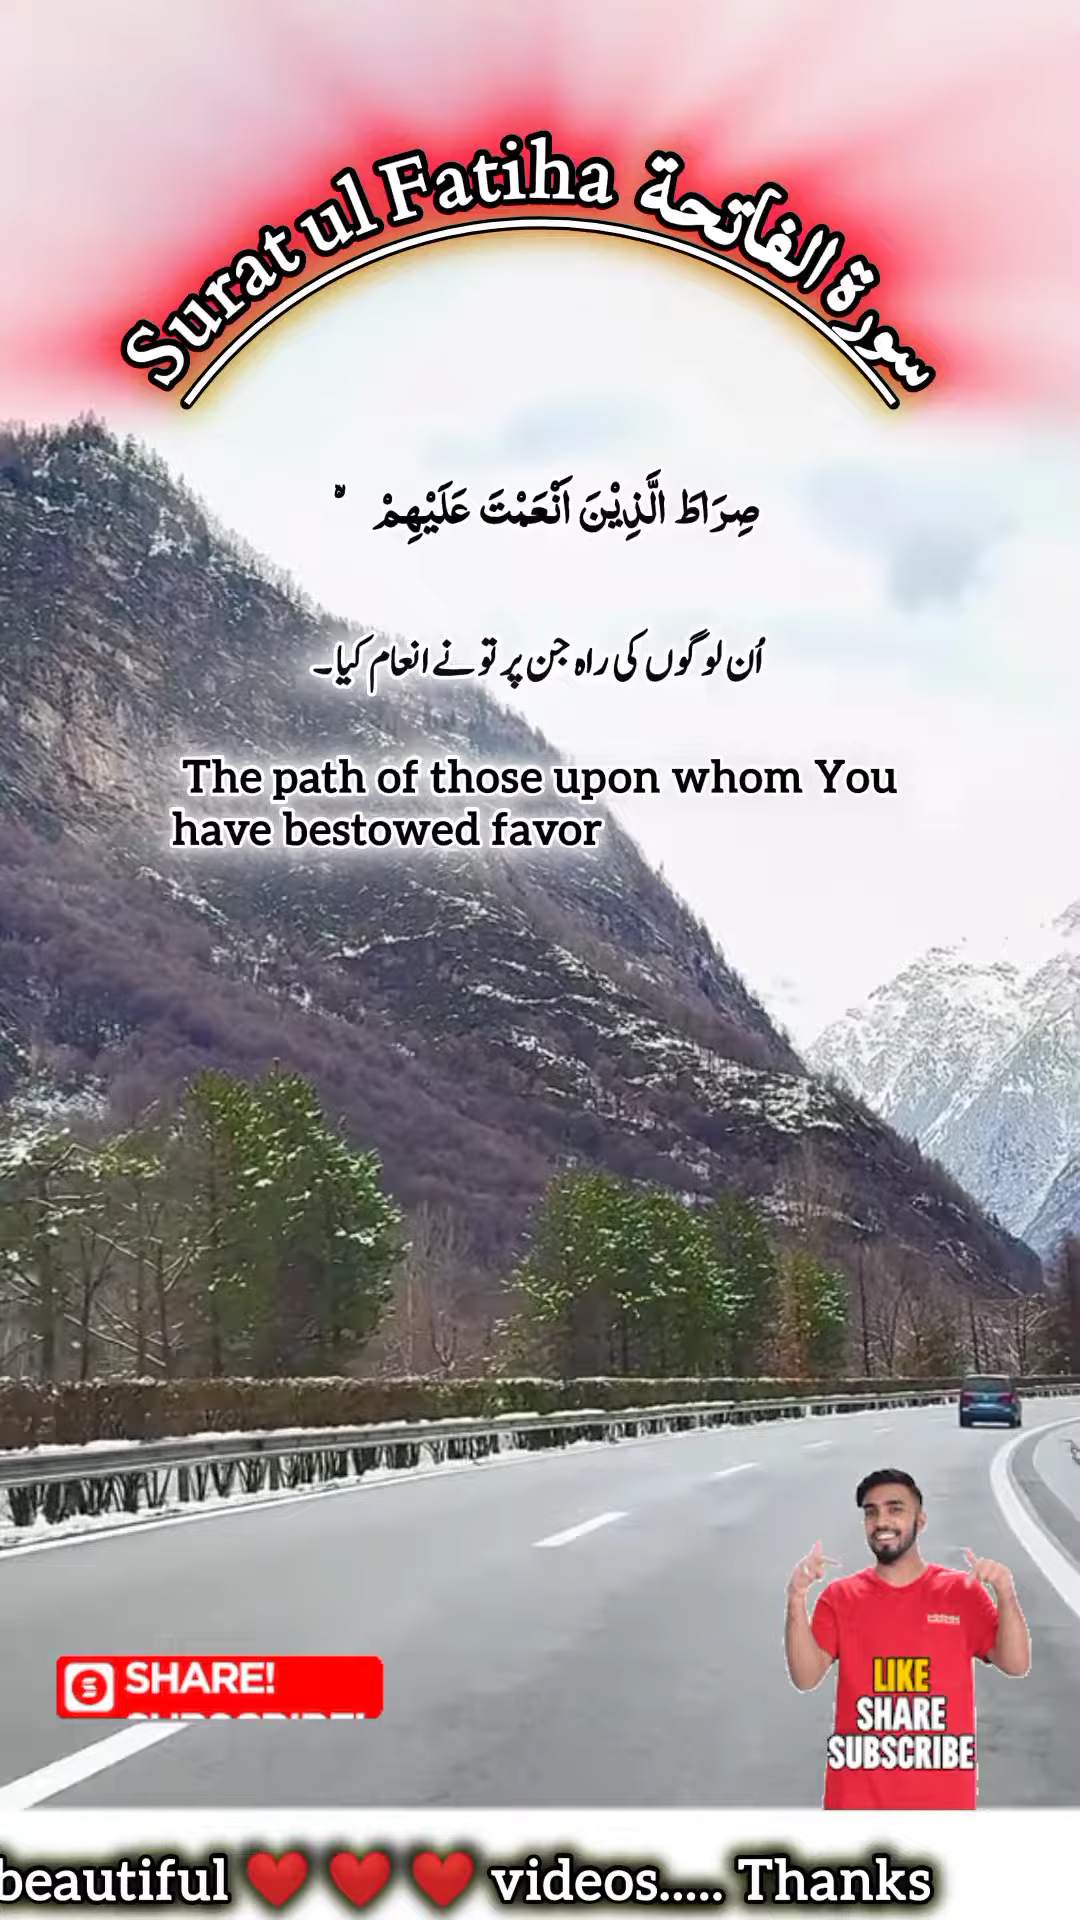 Surat ul Fatiha سورة الفاتحة
صِرَاطَ الَّذِيْنَ اَنْعَمْتَ عَلَيْهِمْ ۙ
اُن لوگوں کی راہ جن پر تو نے انعام کیا۔
The path of those upon whom You
have bestowed favor
SHARE!
SUBSCRIBE!
LIKE
SHARE
SUBSCRIBE
beautiful ❤️ ❤️ ❤️ videos..... Thanks